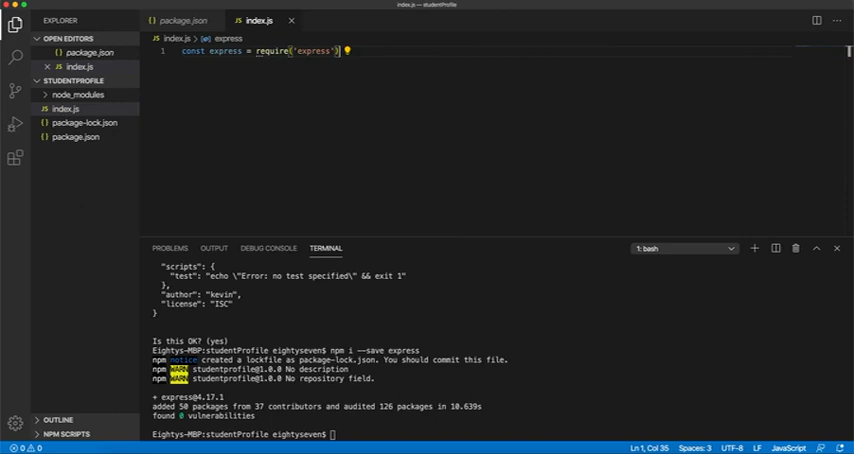 index.js — studentProfile
EXPLORER
{} package.json
JS index.js
OPEN EDITORS
{} package.json
JS index.js
STUDENTPROFILE
node_modules
JS index.js
{} package-lock.json
{} package.json
OUTLINE
NPM SCRIPTS
JS index.js > express
1 const express = require('express')
PROBLEMS OUTPUT DEBUG CONSOLE TERMINAL
1: bash
"scripts": {
"test": "echo \"Error: no test specified\" && exit 1"
},
"author": "kevin",
"license": "ISC"
}
Is this OK? (yes)
Eightys-MBP:studentProfile eightyseven$ npm i --save express
npm notice created a lockfile as package-lock.json. You should commit this file.
npm WARN studentprofile@1.0.0 No description
npm WARN studentprofile@1.0.0 No repository field.
+ express@4.17.1
added 50 packages from 37 contributors and audited 126 packages in 10.639s
found 0 vulnerabilities
Eightys-MBP:studentProfile eightyseven$
0 0
Ln 1, Col 35 Spaces: 3 UTF-8 LF JavaScript